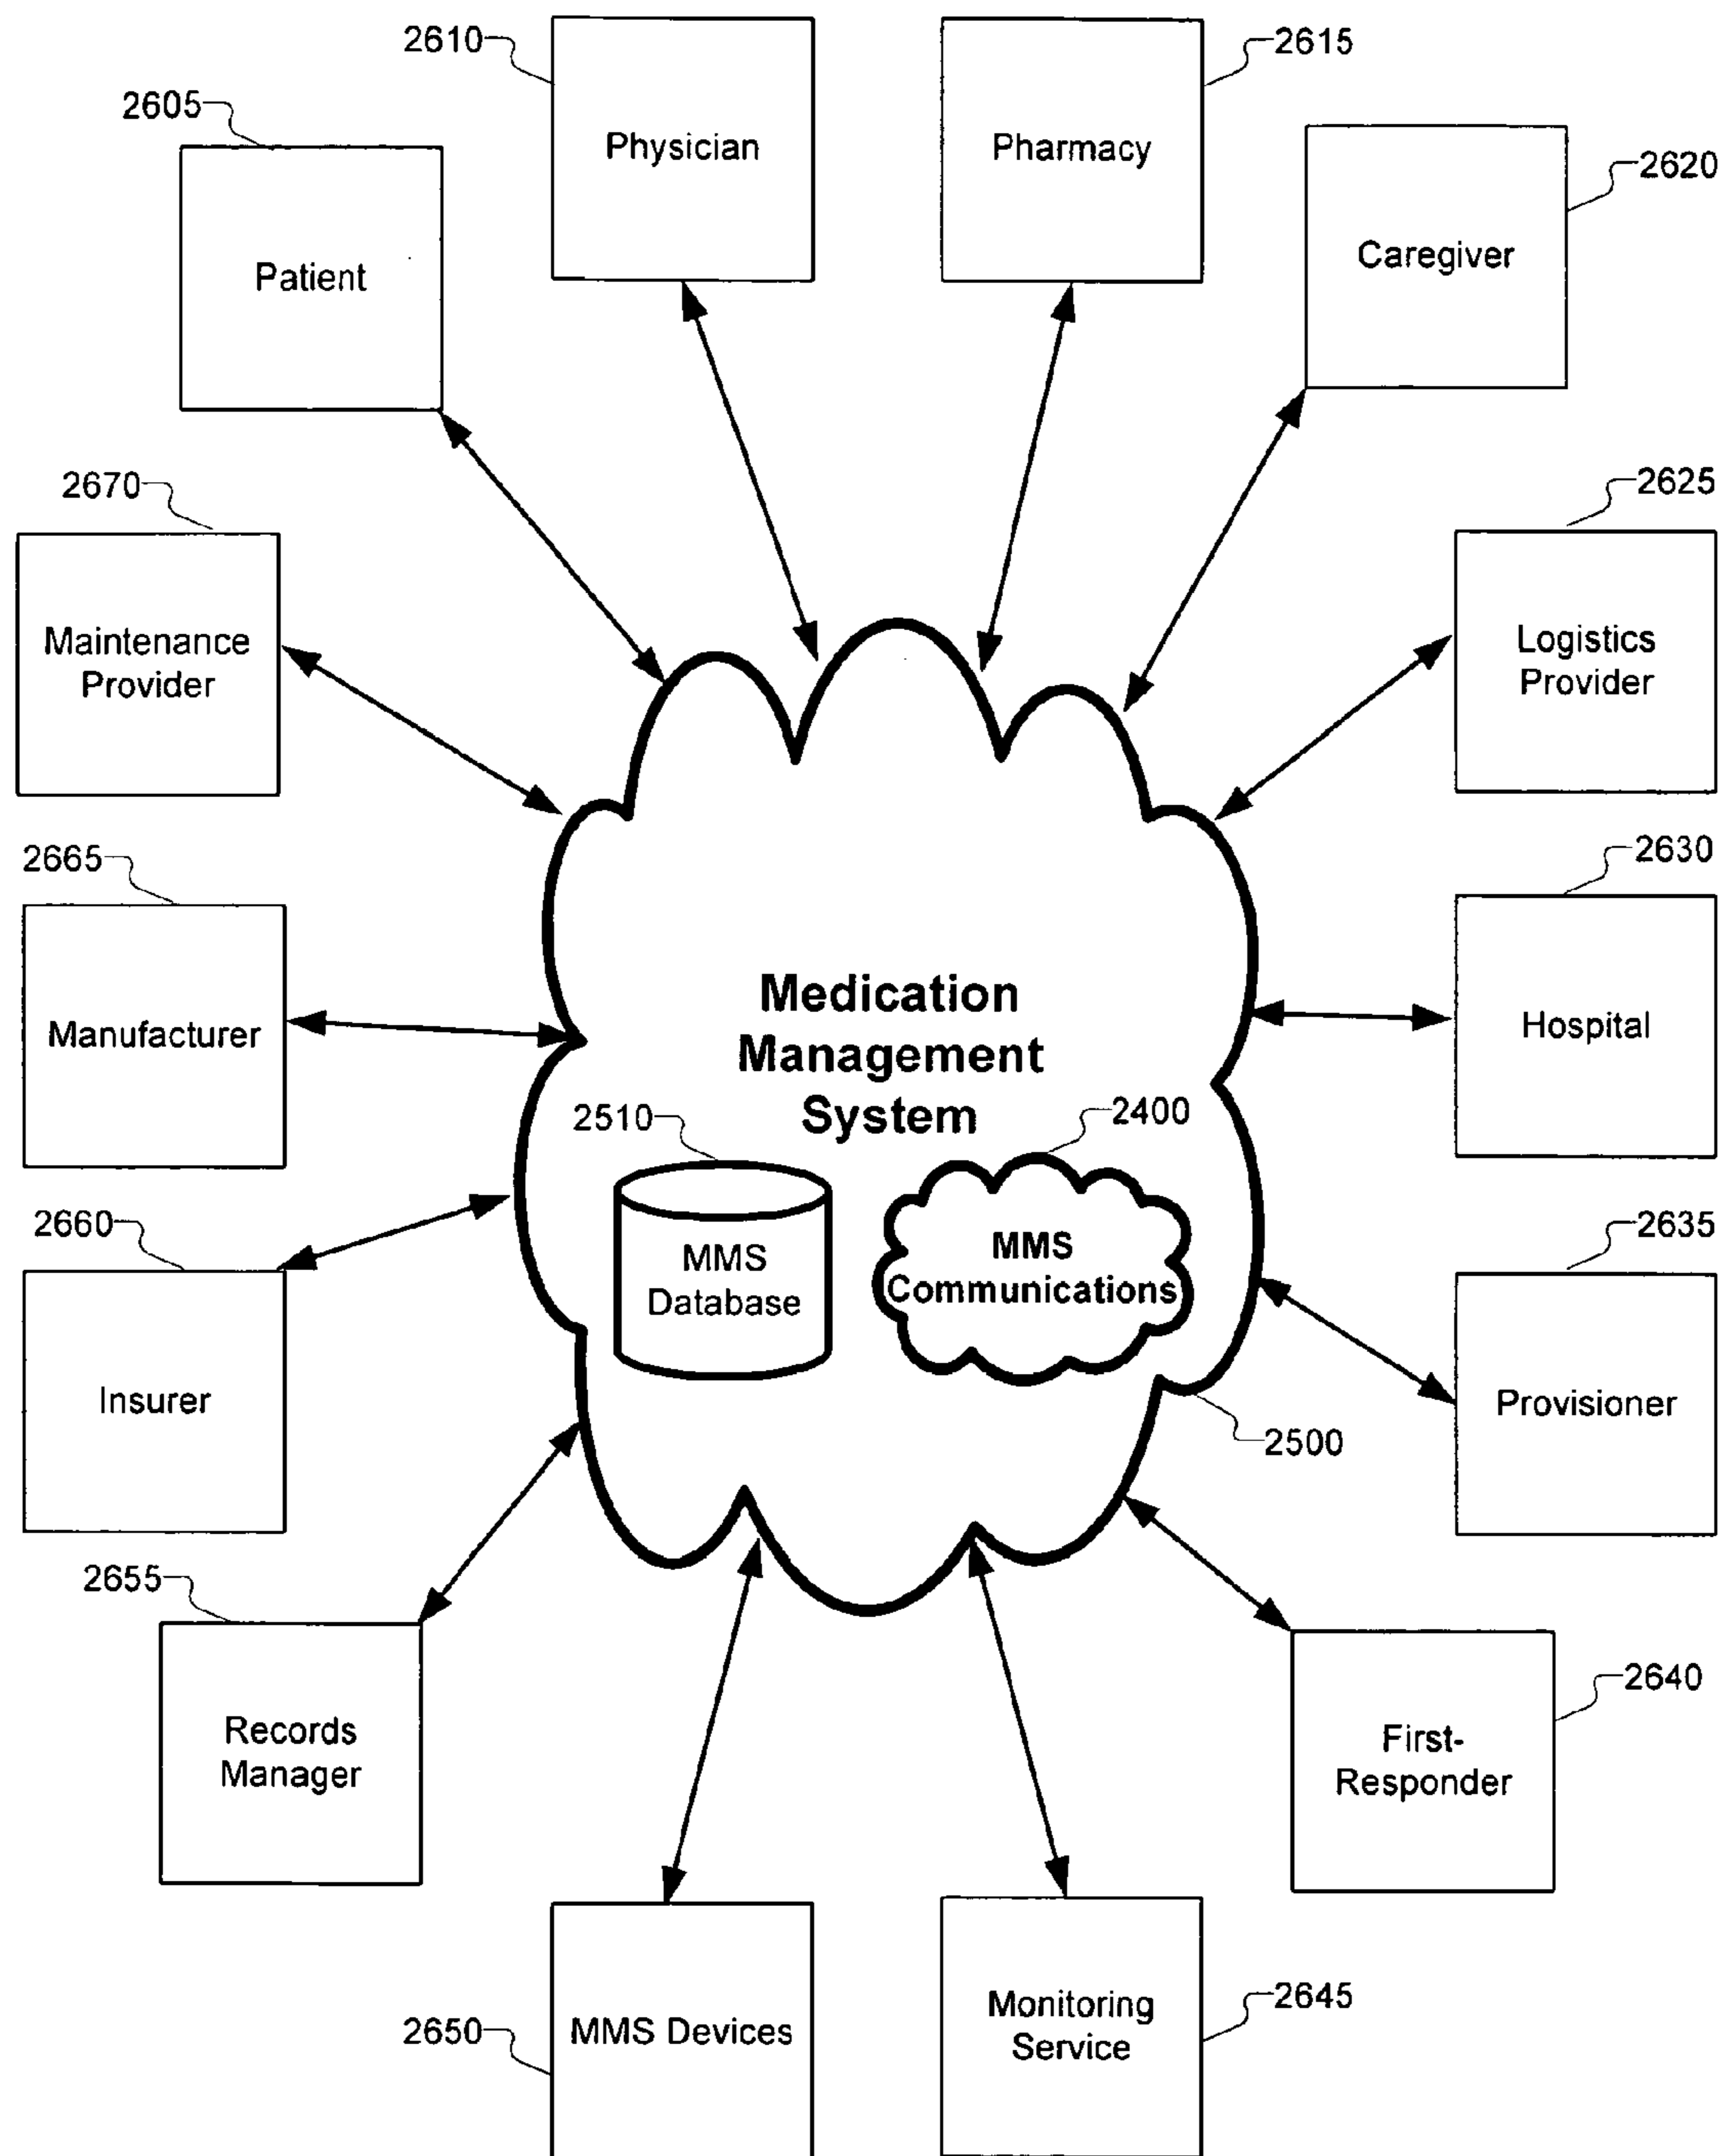 2610
Physician
2615
Pharmacy
2605
Patient
2620
Caregiver
2670
Maintenance
Provider
2625
Logistics
Provider
2665
Manufacturer
2630
Hospital
Medication
Management
System
2510
MMS
Database
2400
MMS
Communications
2500
2660
Insurer
2635
Provisioner
2655
Records
Manager
2640
First-
Responder
2650
MMS Devices
2645
Monitoring
Service